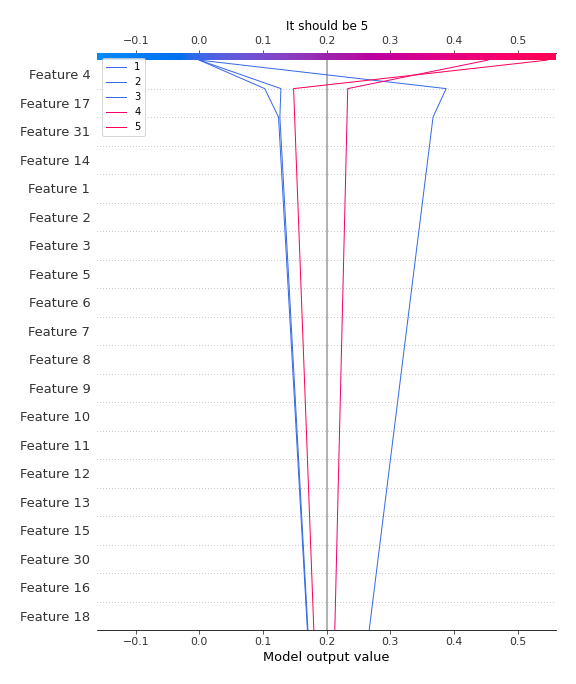 It should be 5
−0.1 0.0 0.1 0.2 0.3 0.4 0.5
1
2
3
4
5
Feature 4
Feature 17
Feature 31
Feature 14
Feature 1
Feature 2
Feature 3
Feature 5
Feature 6
Feature 7
Feature 8
Feature 9
Feature 10
Feature 11
Feature 12
Feature 13
Feature 15
Feature 30
Feature 16
Feature 18
−0.1 0.0 0.1 0.2 0.3 0.4 0.5
Model output value